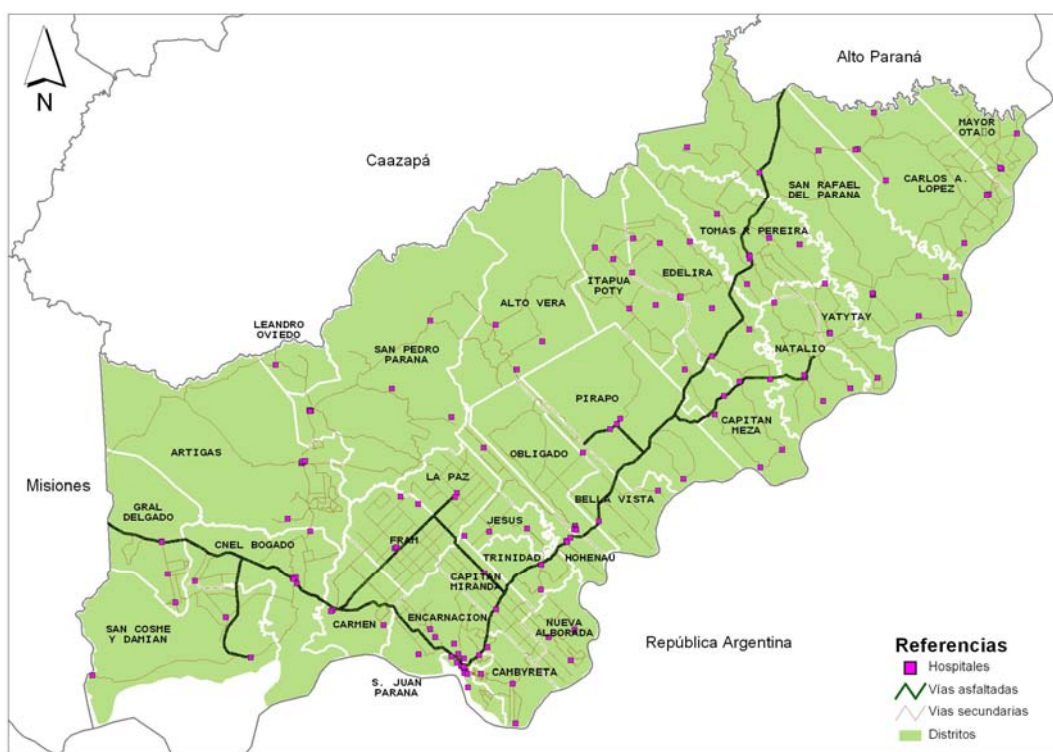 Alto Paraná
N
MAYOR
OTAÑO
Caazapá
SAN RAFAEL
DEL PARANA
CARLOS A.
LOPEZ
TOMAS R PEREIRA
EDELIRA
ITAPUA
POTY
ALTO VERA
YATYTAY
LEANDRO
OVIEDO
SAN PEDRO
PARANA
NATALIO
PIRAPO
CAPITAN
MEZA
ARTIGAS
OBLIGADO
LA PAZ
Misiones
BELLA VISTA
GRAL
DELGADO
JESUS
CNEL BOGADO
FRAM
TRINIDAD
HOHENAU
CAPITAN
MIRANDA
SAN COSME
Y DAMIAN
CARMEN
ENCARNACION
NUEVA
ALBORADA
República Argentina
CAMBYRETA
S. JUAN
PARANA
Referencias
Hospitales
Vías asfaltadas
Vias secundarias
Distritos